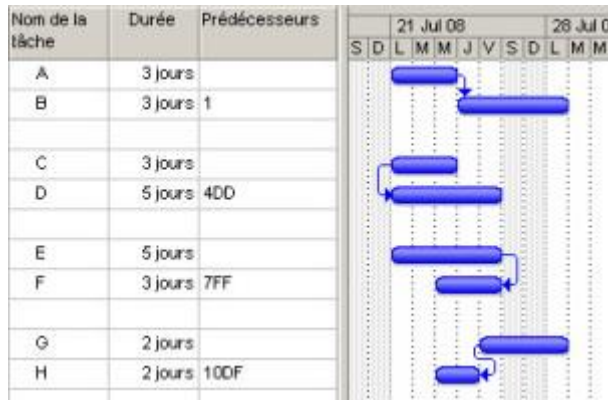 Nom de la tâche Durée Prédécesseurs
21 Jul 08 28 Jul 0
S D L M M J V S D L M M
A 3 jours
B 3 jours 1
C 3 jours
D 5 jours 4DD
E 5 jours
F 3 jours 7FF
G 2 jours
H 2 jours 10DF